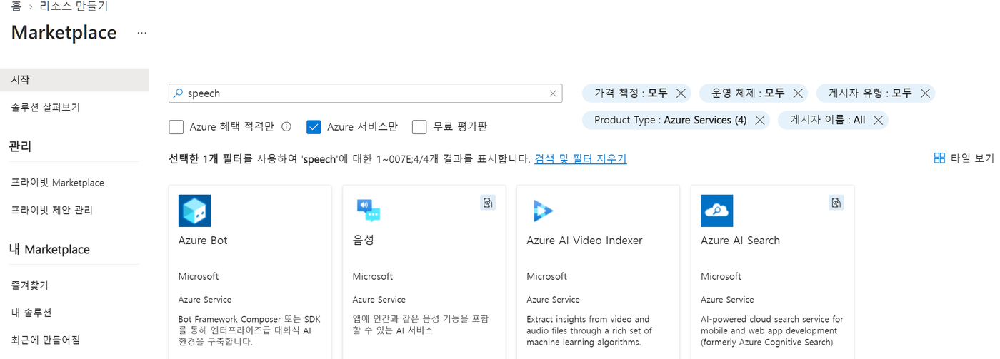 홈 > 리소스 만들기
Marketplace ...
시작
솔루션 살펴보기
관리
프라이빗 Marketplace
프라이빗 제안 관리
내 Marketplace
즐겨찾기
내 솔루션
최근에 만들어짐
speech
가격 책정 : 모두
운영 체제 : 모두
게시자 유형 : 모두
Azure 혜택 적격만
Azure 서비스만
무료 평가판
Product Type : Azure Services (4)
게시자 이름 : All
선택한 1개 필터를 사용하여 'speech'에 대한 1~007E;4/4개 결과를 표시합니다. 검색 및 필터 지우기
타일 보기
Azure Bot
Microsoft
Azure Service
Bot Framework Composer 또는 SDK
를 통해 엔터프라이즈급 대화식 AI
환경을 구축합니다.
음성
Microsoft
Azure Service
앱에 인간과 같은 음성 기능을 포함
할 수 있는 AI 서비스
Azure AI Video Indexer
Microsoft
Azure Service
Extract insights from video and
audio files through a rich set of
machine learning algorithms.
Azure AI Search
Microsoft
Azure Service
AI-powered cloud search service for
mobile and web app development
(formerly Azure Cognitive Search)